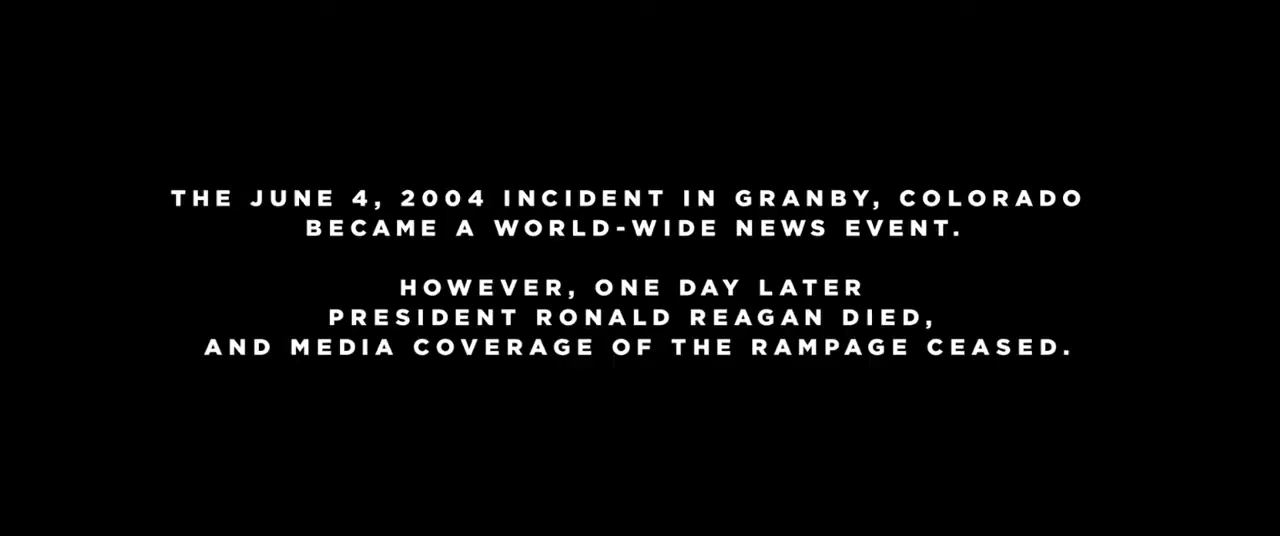 THE JUNE 4, 2004 INCIDENT IN GRANBY, COLORADO
BECAME A WORLD-WIDE NEWS EVENT.
HOWEVER, ONE DAY LATER
PRESIDENT RONALD REAGAN DIED,
AND MEDIA COVERAGE OF THE RAMPAGE CEASED.